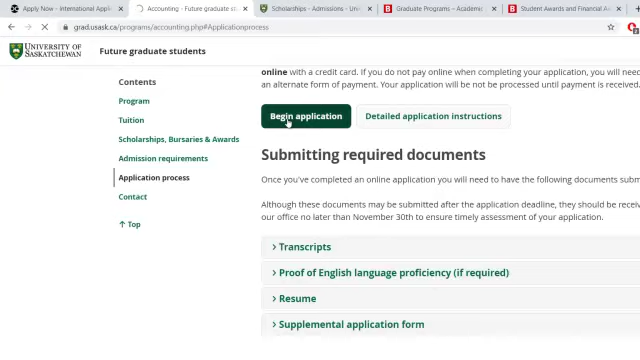 Apply Now - International Applic
Accounting - Future graduate stu
Scholarships - Admissions - Univ
Graduate Programs – Academic
Student Awards and Financial Aw
grad.usask.ca/programs/accounting.php#Applicationprocess
UNIVERSITY OF
SASKATCHEWAN
Future graduate students
Contents
Program
Tuition
Scholarships, Bursaries & Awards
Admission requirements
Application process
Contact
↑ Top
online with a credit card. If you do not pay online when completing your application, you will need
an alternate form of payment. Your application will be not be processed until payment is received.
Begin application
Detailed application instructions
Submitting required documents
Once you've completed an online application you will need to have the following documents subm
Although these documents may be submitted after the application deadline, they should be receiv
our office no later than November 30th to ensure timely assessment of your application.
Transcripts
Proof of English language proficiency (if required)
Resume
Supplemental application form